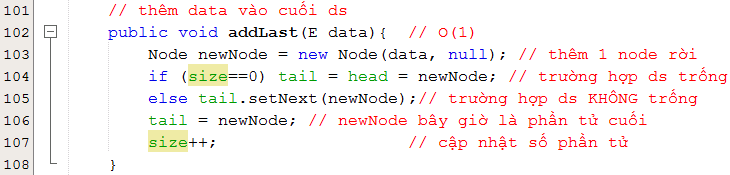 101 // thêm data vào cuối ds
102 public void addLast(E data){ // O(1)
103 Node newNode = new Node(data, null); // thêm 1 node rời
104 if (size==0) tail = head = newNode; // trường hợp ds trống
105 else tail.setNext(newNode);// trường hợp ds KHÔNG trống
106 tail = newNode; // newNode bây giờ là phần tử cuối
107 size++; // cập nhật số phần tử
108 }